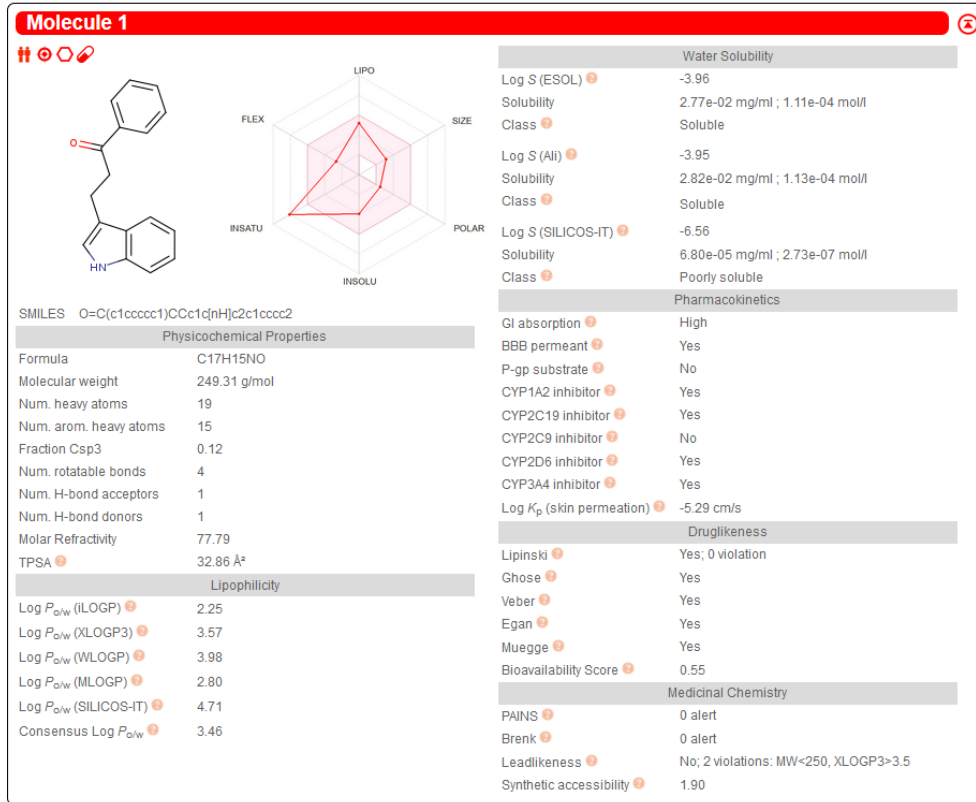 Molecule 1
LIPO
FLEX
SIZE
INSATU
POLAR
INSOLU
O
HN
SMILES O=C(c1ccccc1)CCc1c[nH]c2c1cccc2
Physicochemical Properties
Formula C17H15NO
Molecular weight 249.31 g/mol
Num. heavy atoms 19
Num. arom. heavy atoms 15
Fraction Csp3 0.12
Num. rotatable bonds 4
Num. H-bond acceptors 1
Num. H-bond donors 1
Molar Refractivity 77.79
TPSA ? 32.86 Å²
Lipophilicity
Log Po/w (iLOGP) ? 2.25
Log Po/w (XLOGP3) ? 3.57
Log Po/w (WLOGP) ? 3.98
Log Po/w (MLOGP) ? 2.80
Log Po/w (SILICOS-IT) ? 4.71
Consensus Log Po/w ? 3.46
Water Solubility
Log S (ESOL) ? -3.96
Solubility 2.77e-02 mg/ml ; 1.11e-04 mol/l
Class ? Soluble
Log S (Ali) ? -3.95
Solubility 2.82e-02 mg/ml ; 1.13e-04 mol/l
Class ? Soluble
Log S (SILICOS-IT) ? -6.56
Solubility 6.80e-05 mg/ml ; 2.73e-07 mol/l
Class ? Poorly soluble
Pharmacokinetics
GI absorption ? High
BBB permeant ? Yes
P-gp substrate ? No
CYP1A2 inhibitor ? Yes
CYP2C19 inhibitor ? Yes
CYP2C9 inhibitor ? No
CYP2D6 inhibitor ? Yes
CYP3A4 inhibitor ? Yes
Log Kp (skin permeation) ? -5.29 cm/s
Druglikeness
Lipinski ? Yes; 0 violation
Ghose ? Yes
Veber ? Yes
Egan ? Yes
Muegge ? Yes
Bioavailability Score ? 0.55
Medicinal Chemistry
PAINS ? 0 alert
Brenk ? 0 alert
Leadlikeness ? No; 2 violations: MW<250, XLOGP3>3.5
Synthetic accessibility ? 1.90